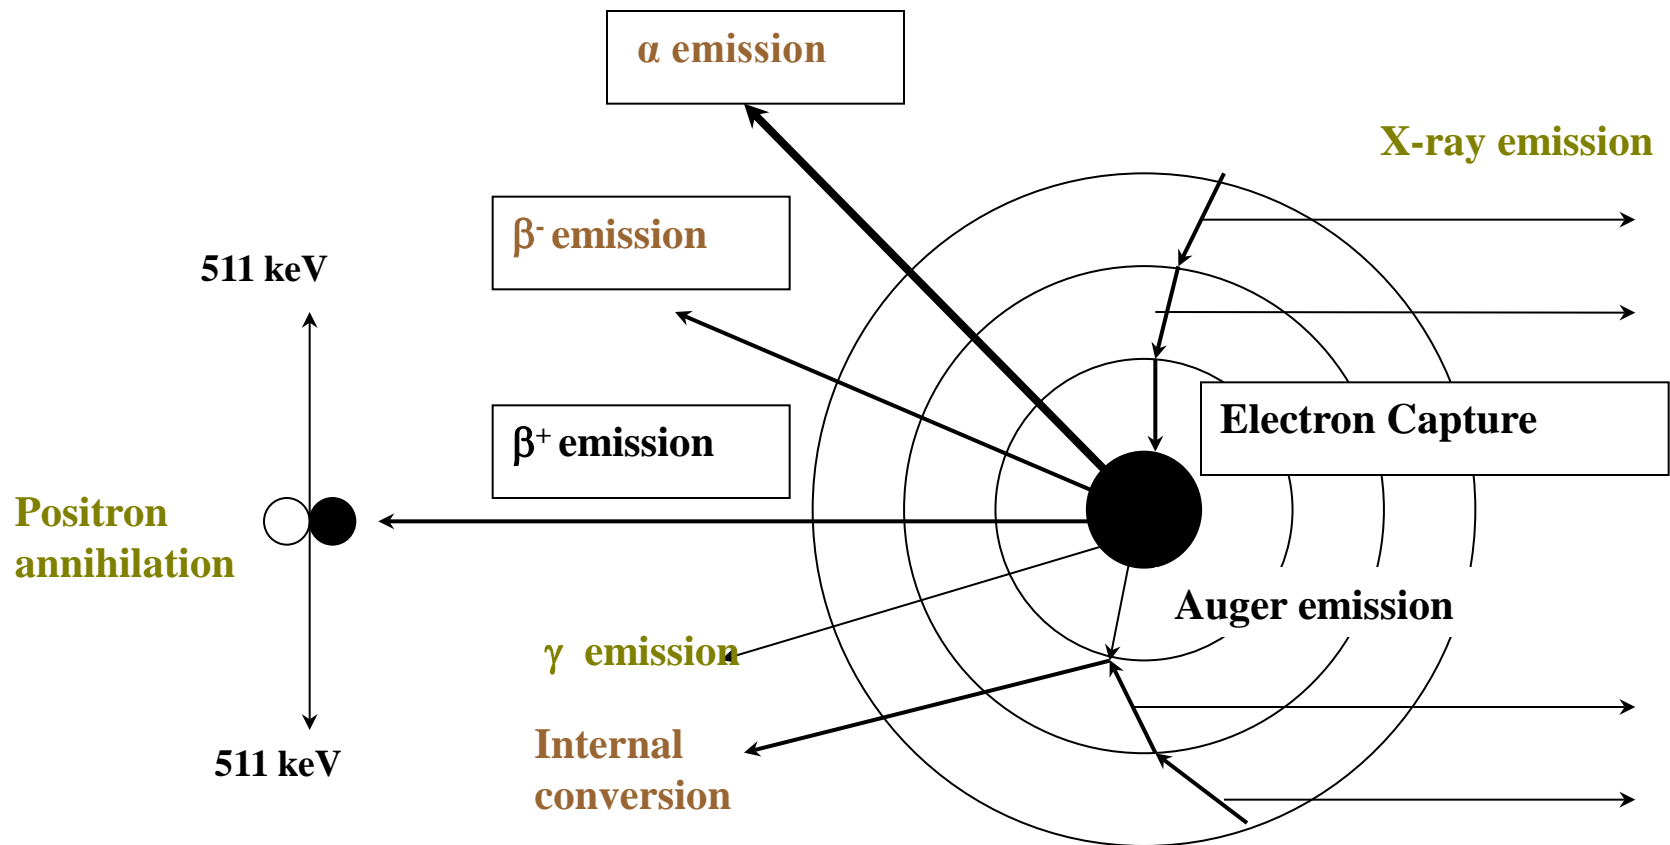 α emission
X-ray emission
β- emission
511 keV
Electron Capture
β+ emission
Positron
annihilation
Auger emission
γ emission
Internal
conversion
511 keV